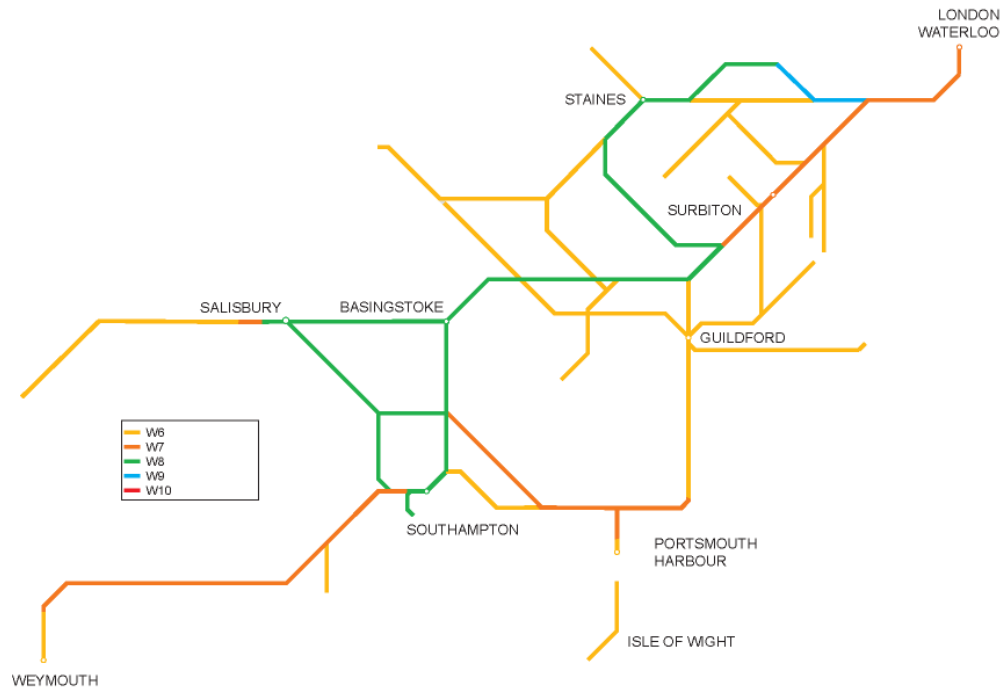 LONDON
WATERLOO
STAINES
SURBITON
SALISBURY
BASINGSTOKE
GUILDFORD
W6
W7
W8
W9
W10
SOUTHAMPTON
PORTSMOUTH
HARBOUR
ISLE OF WIGHT
WEYMOUTH